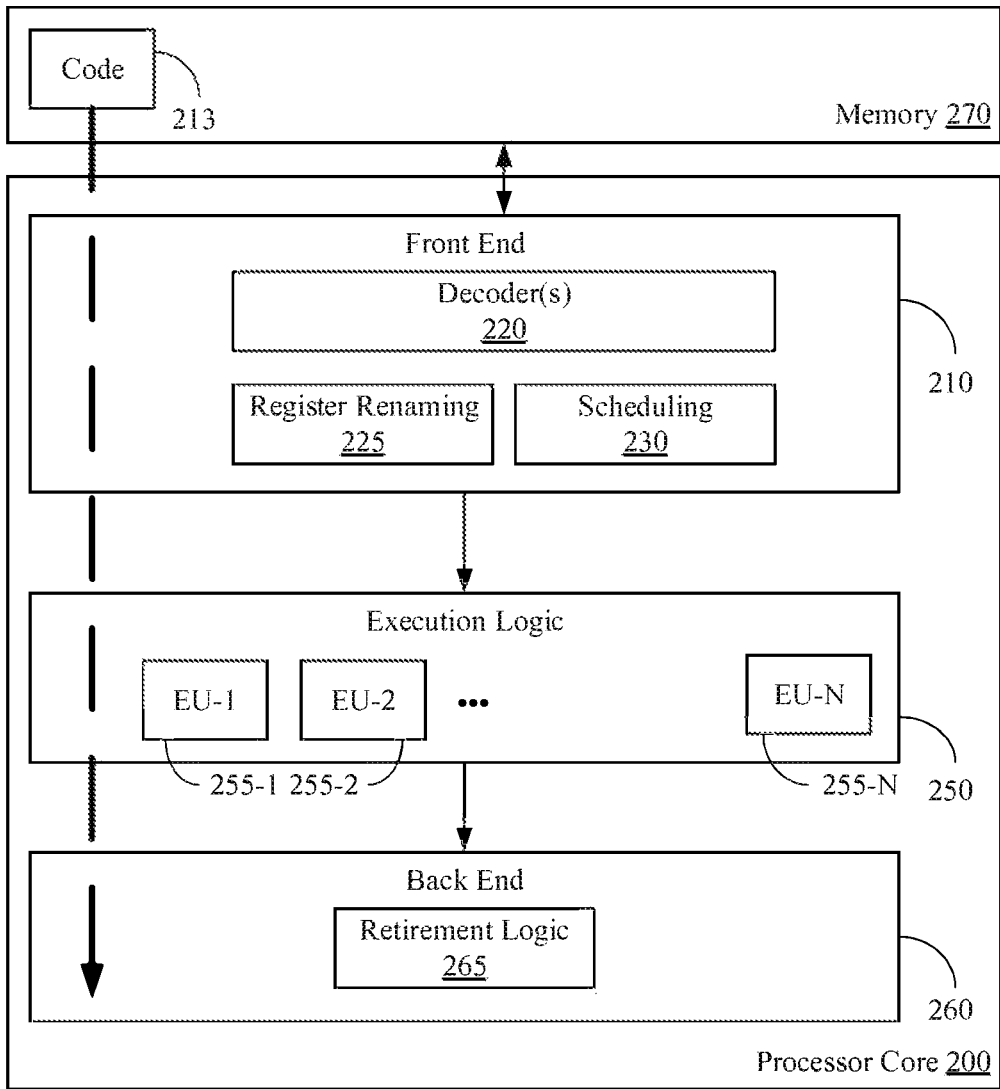 Code
213
Memory 270
Front End
Decoder(s)
220
210
Register Renaming
225
Scheduling
230
Execution Logic
EU-1
EU-2
•••
EU-N
255-1
255-2
255-N
250
Back End
Retirement Logic
265
260
Processor Core 200